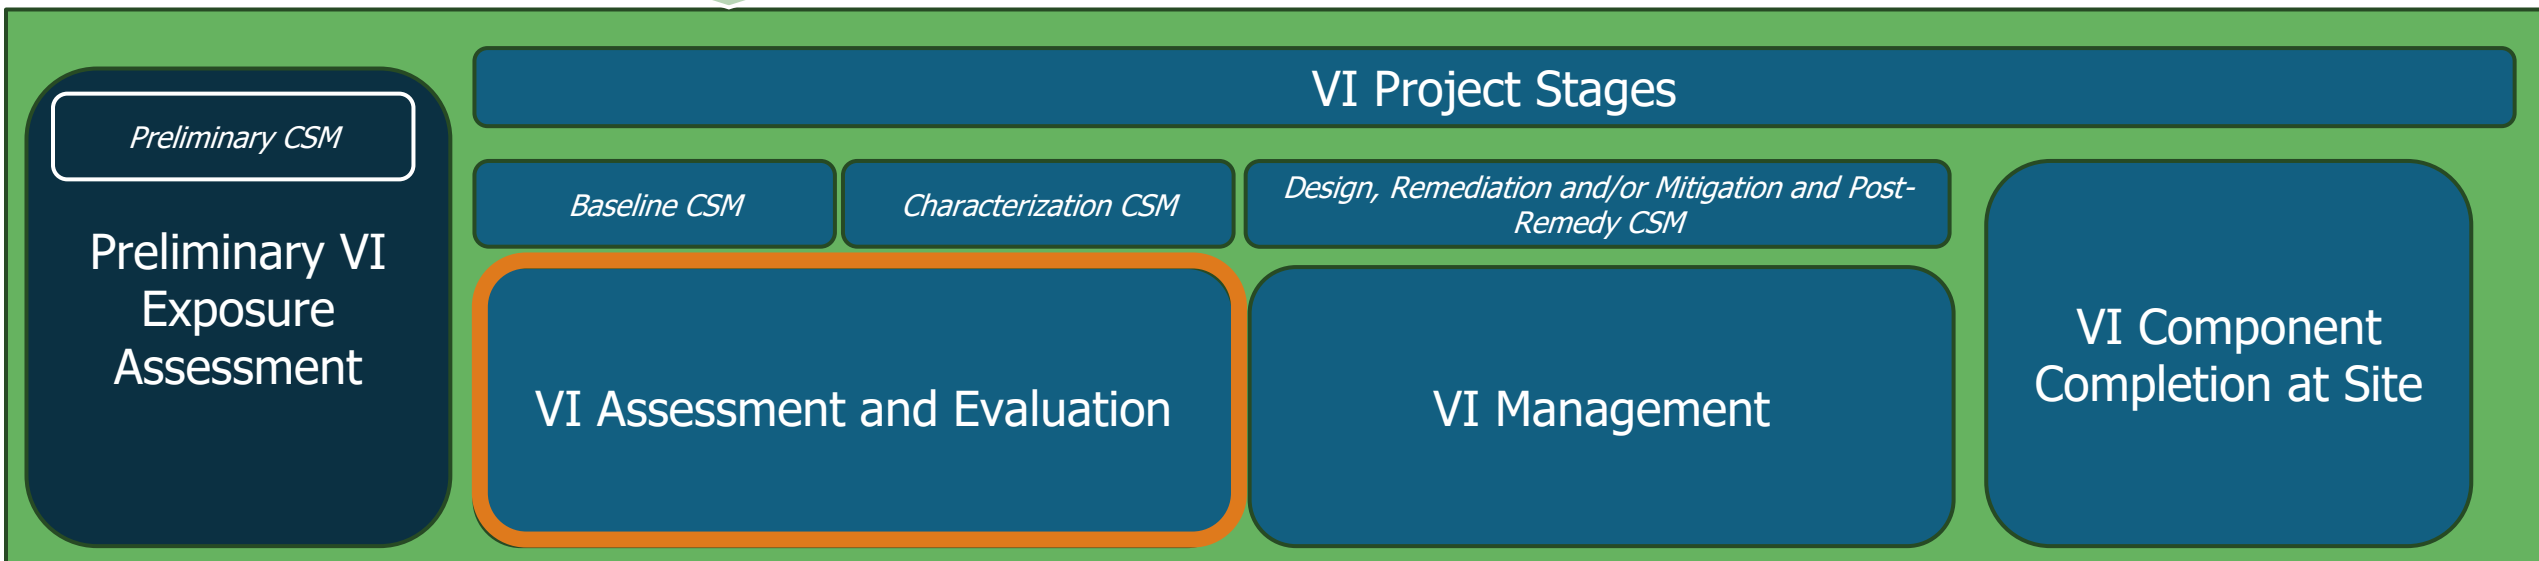 Preliminary CSM
Preliminary VI
Exposure
Assessment
VI Project Stages
Baseline CSM
Characterization CSM
Design, Remediation and/or Mitigation and Post-
Remedy CSM
VI Assessment and Evaluation
VI Management
VI Component
Completion at Site